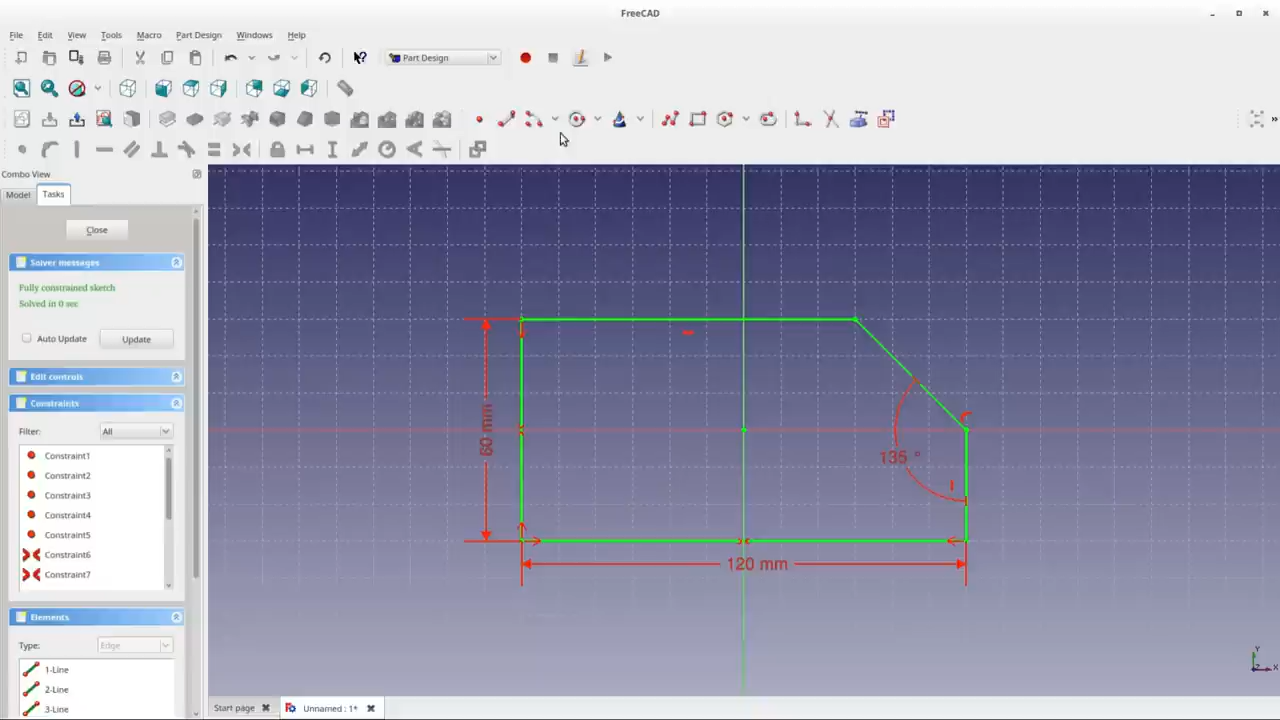 FreeCAD
File Edit View Tools Macro Part Design Windows Help
Part Design
Combo View
Model Tasks
Close
Solver messages
Fully constrained sketch
Solved in 0 sec
Auto Update Update
Edit controls
Constraints
Filter: All
Constraint1
Constraint2
Constraint3
Constraint4
Constraint5
Constraint6
Constraint7
Elements
Type: Edge
1-Line
2-Line
3-Line
60 mm
135 °
120 mm
Y
Z X
Start page Unnamed : 1*